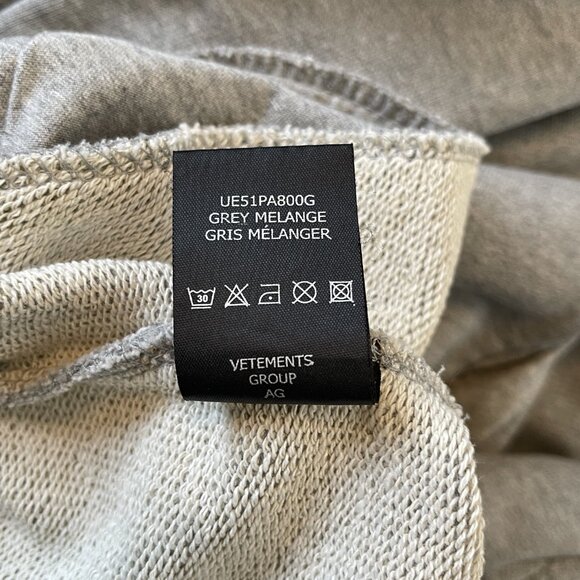 UE51PA800G
GREY MELANGE
GRIS MÉLANGER
30
VETEMENTS
GROUP
AG